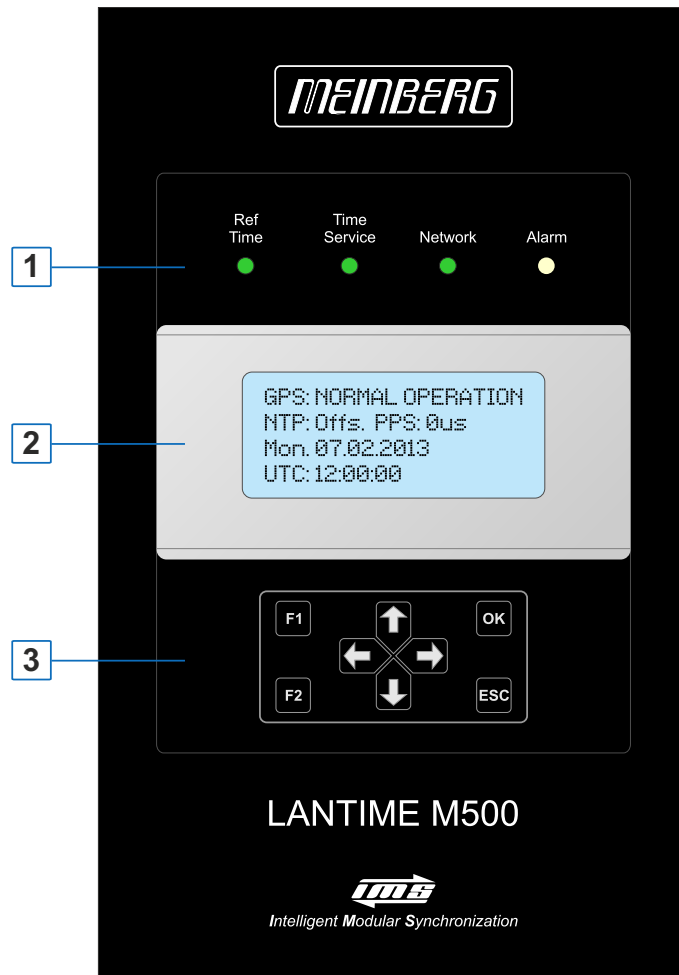 MEINBERG
Ref
Time
Time
Service
Network
Alarm
1
GPS: NORMAL OPERATION
NTP: Offs. PPS: 0us
Mon. 07.02.2013
UTC: 12:00:00
2
F1
OK
3
F2
ESC
LANTIME M500
IMS
Intelligent Modular Synchronization